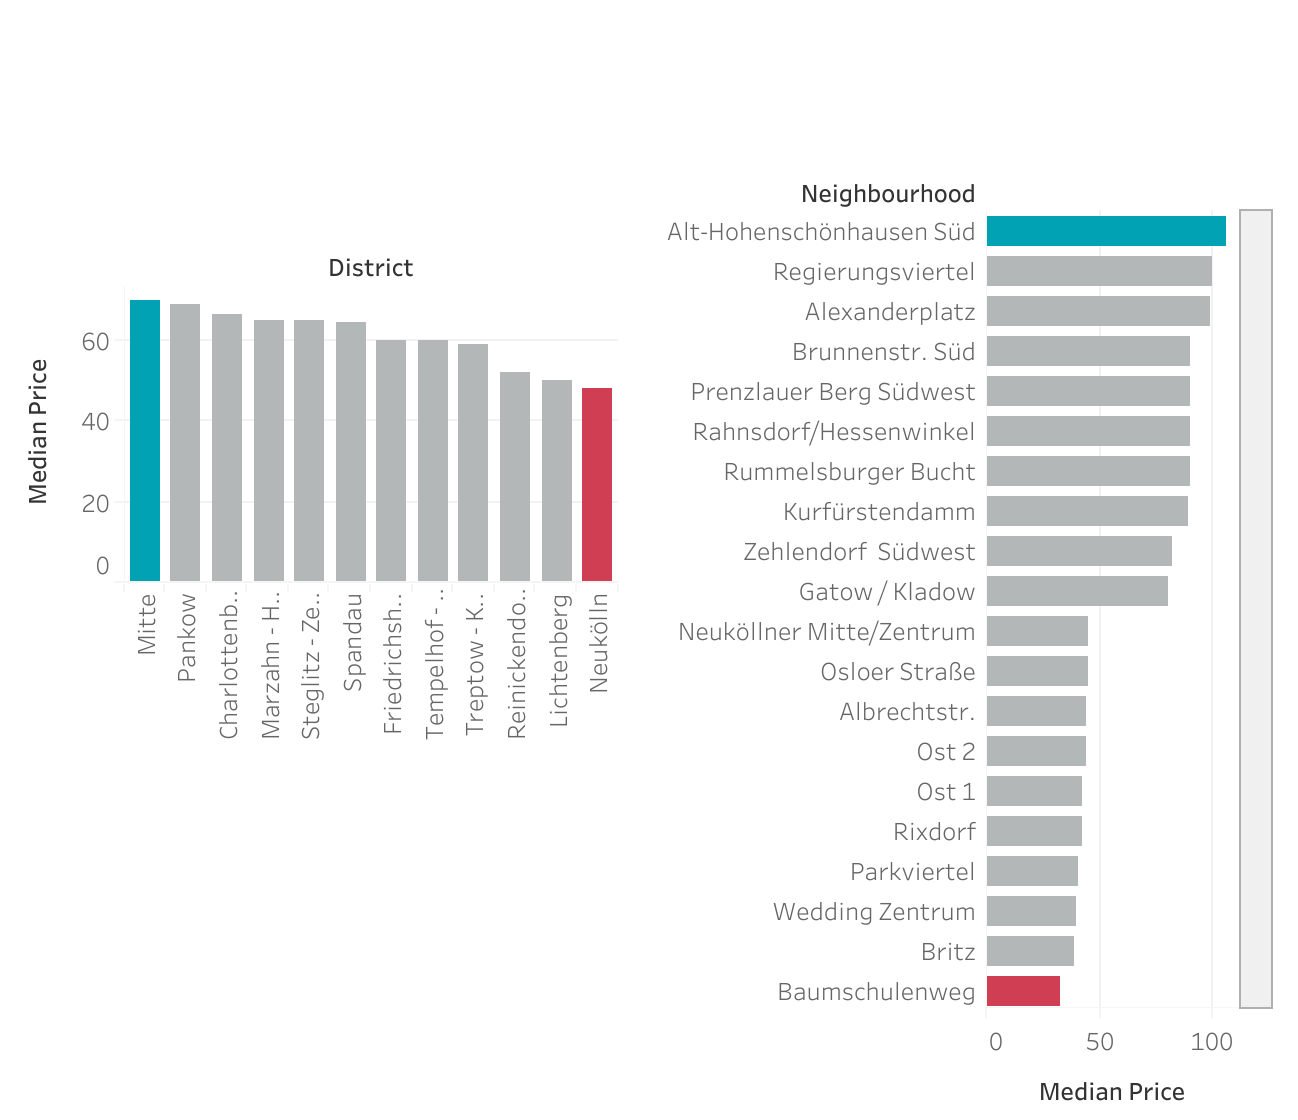 District
Median Price
60
40
20
0
Mitte
Pankow
Charlottenb..
Marzahn - H..
Steglitz - Ze..
Spandau
Friedrichsh..
Tempelhof - ..
Treptow - K..
Reinickendo..
Lichtenberg
Neukölln
Neighbourhood
Alt-Hohenschönhausen Süd
Regierungsviertel
Alexanderplatz
Brunnenstr. Süd
Prenzlauer Berg Südwest
Rahnsdorf/Hessenwinkel
Rummelsburger Bucht
Kurfürstendamm
Zehlendorf  Südwest
Gatow / Kladow
Neuköllner Mitte/Zentrum
Osloer Straße
Albrechtstr.
Ost 2
Ost 1
Rixdorf
Parkviertel
Wedding Zentrum
Britz
Baumschulenweg
0 50 100
Median Price